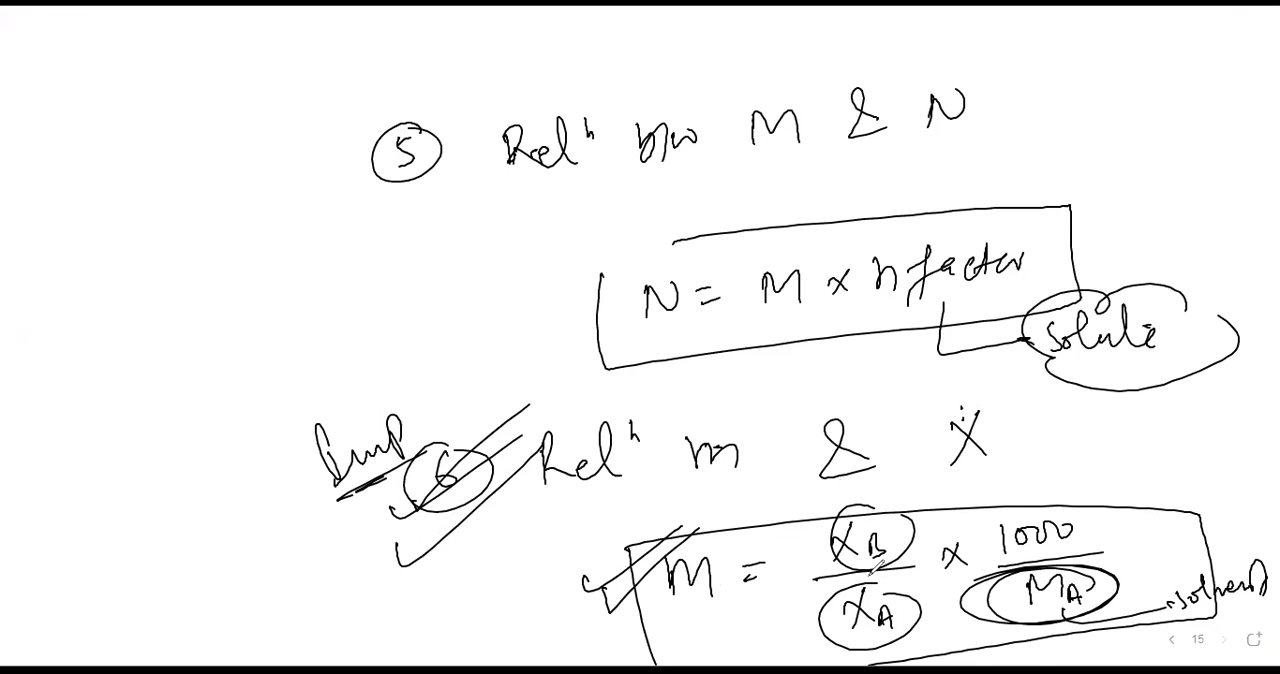 5 Relⁿ b/w M & N
N = M × n factor
solute
Imp 6 Relⁿ m & X
m = X_B / X_A × 1000 / M_A solvent
15